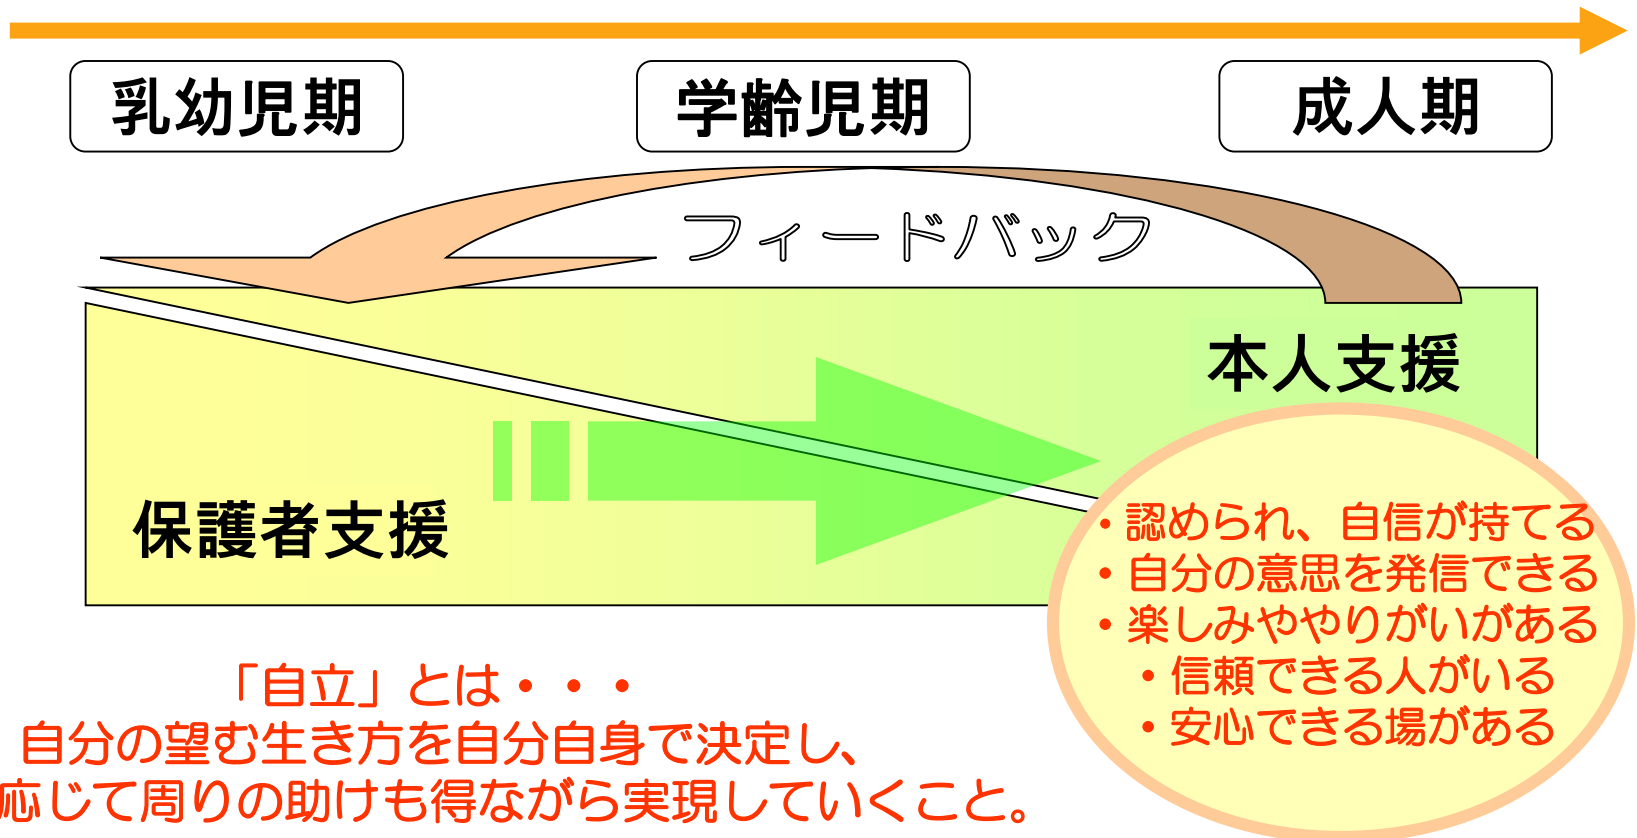 乳幼児期
学齢児期
成人期
フィードバック
本人支援
保護者支援
・認められ、自信が持てる
・自分の意思を発信できる
・楽しみややりがいがある
・信頼できる人がいる
・安心できる場がある
「自立」とは・・・
自分の望む生き方を自分自身で決定し、
応じて周りの助けも得ながら実現していくこと。